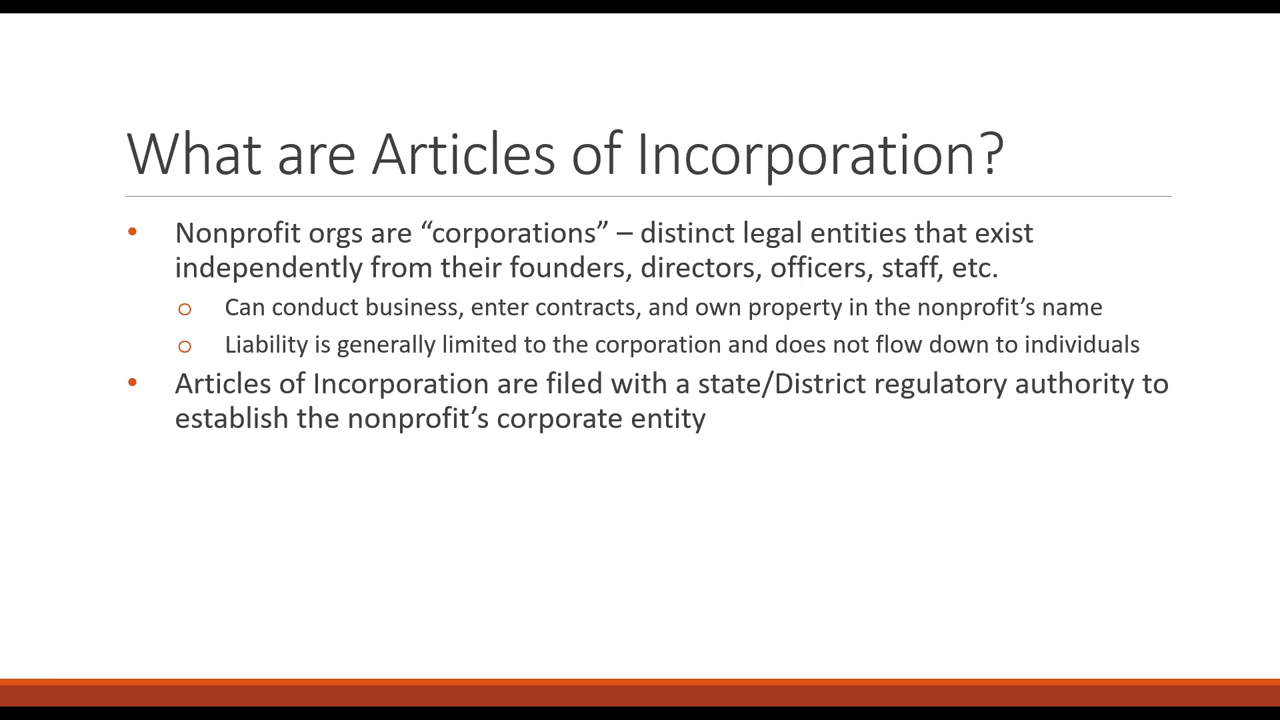 What are Articles of Incorporation?
• Nonprofit orgs are “corporations” – distinct legal entities that exist
independently from their founders, directors, officers, staff, etc.
o Can conduct business, enter contracts, and own property in the nonprofit’s name
o Liability is generally limited to the corporation and does not flow down to individuals
• Articles of Incorporation are filed with a state/District regulatory authority to
establish the nonprofit’s corporate entity